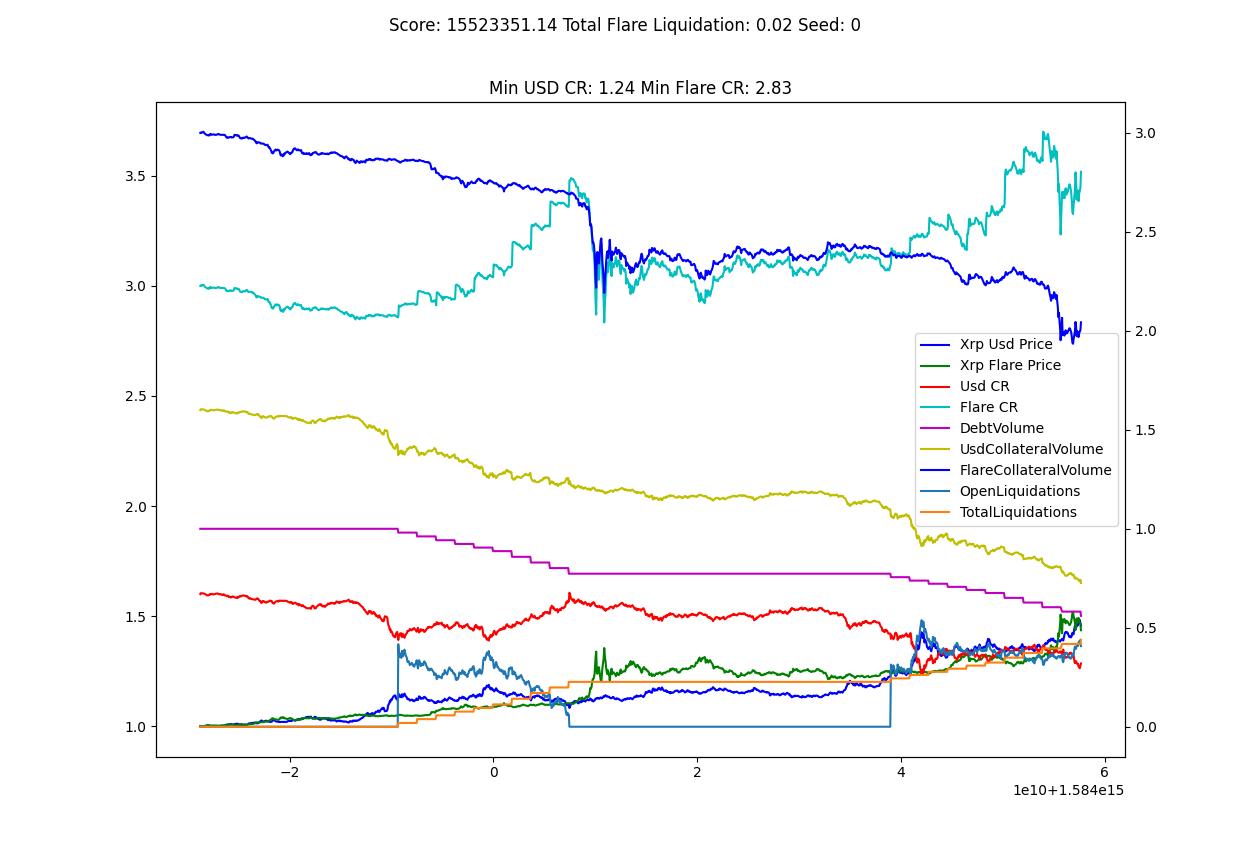 Score: 15523351.14 Total Flare Liquidation: 0.02 Seed: 0
Min USD CR: 1.24 Min Flare CR: 2.83
3.5
3.0
2.5
2.0
1.5
1.0
3.0
2.5
2.0
1.5
1.0
0.5
0.0
Xrp Usd Price
Xrp Flare Price
Usd CR
Flare CR
DebtVolume
UsdCollateralVolume
FlareCollateralVolume
OpenLiquidations
TotalLiquidations
−2 0 2 4 6
1e10+1.584e15